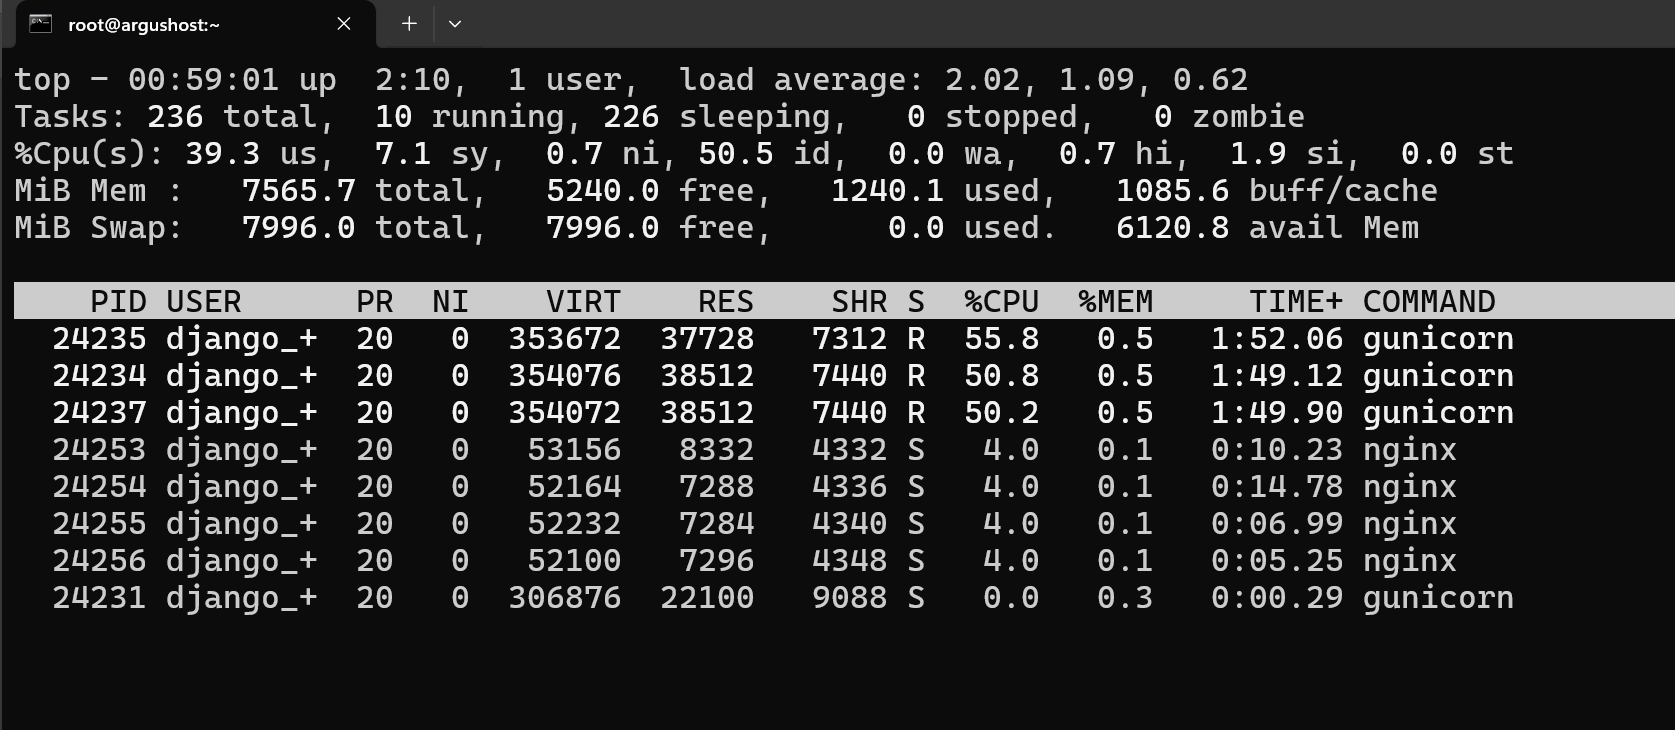 root@argushost:~
top - 00:59:01 up  2:10,  1 user,  load average: 2.02, 1.09, 0.62
Tasks: 236 total,  10 running, 226 sleeping,   0 stopped,   0 zombie
%Cpu(s): 39.3 us,  7.1 sy,  0.7 ni, 50.5 id,  0.0 wa,  0.7 hi,  1.9 si,  0.0 st
MiB Mem :   7565.7 total,   5240.0 free,   1240.1 used,   1085.6 buff/cache
MiB Swap:   7996.0 total,   7996.0 free,      0.0 used.   6120.8 avail Mem
    PID USER      PR  NI    VIRT    RES    SHR S  %CPU  %MEM     TIME+ COMMAND
  24235 django_+  20   0  353672  37728   7312 R  55.8   0.5   1:52.06 gunicorn
  24234 django_+  20   0  354076  38512   7440 R  50.8   0.5   1:49.12 gunicorn
  24237 django_+  20   0  354072  38512   7440 R  50.2   0.5   1:49.90 gunicorn
  24253 django_+  20   0   53156   8332   4332 S   4.0   0.1   0:10.23 nginx
  24254 django_+  20   0   52164   7288   4336 S   4.0   0.1   0:14.78 nginx
  24255 django_+  20   0   52232   7284   4340 S   4.0   0.1   0:06.99 nginx
  24256 django_+  20   0   52100   7296   4348 S   4.0   0.1   0:05.25 nginx
  24231 django_+  20   0  306876  22100   9088 S   0.0   0.3   0:00.29 gunicorn